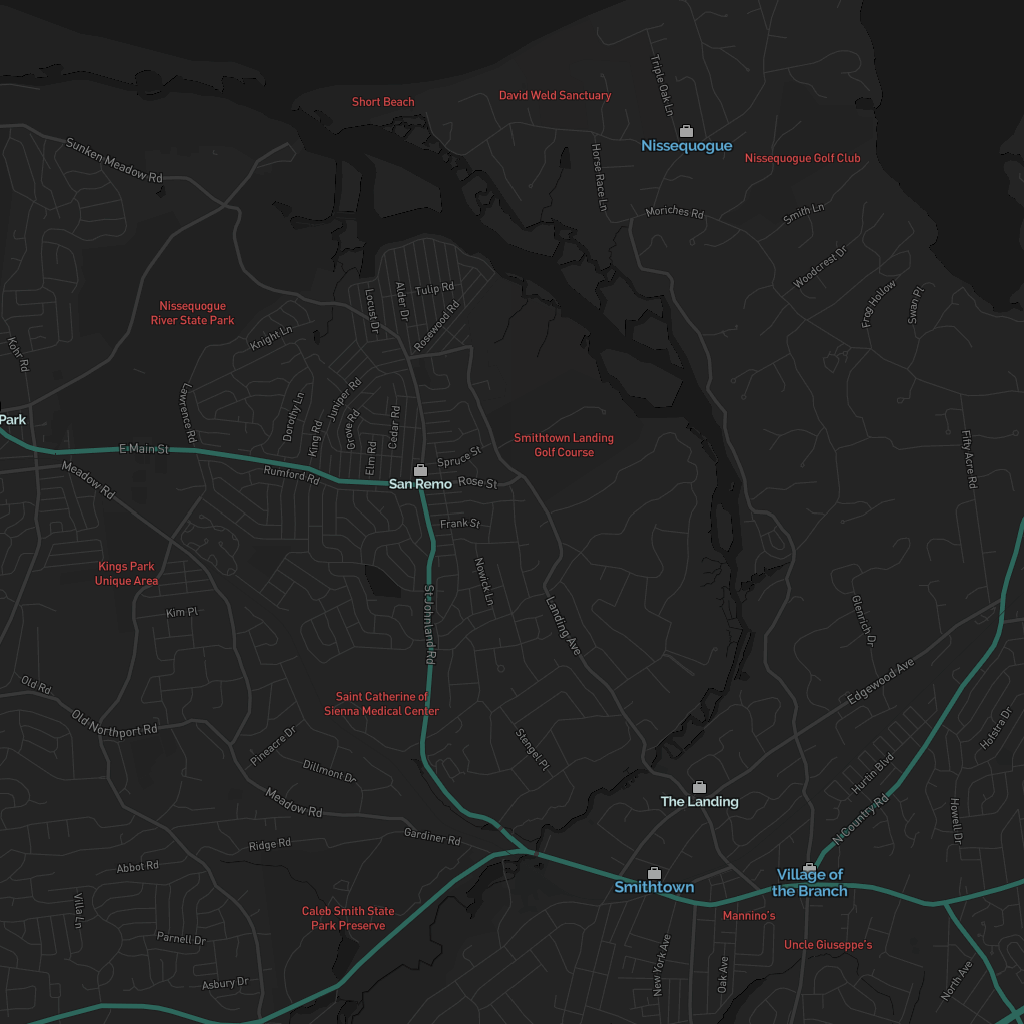 Short Beach
David Weld Sanctuary
Triple Oak Ln
Nissequogue
Sunken Meadow Rd
Horse Race Ln
Nissequogue Golf Club
Moriches Rd
Smith Ln
Woodcrest Dr
Frog Hollow
Swan Pl
Tulip Rd
Alder Dr
Locust Dr
Rosewood Rd
Nissequogue
River State Park
Knight Ln
Kohr Rd
Lawrence Rd
Dorothy Ln
Juniper Rd
King Rd
Grove Rd
Cedar Rd
Elm Rd
Park
E Main St
Smithtown Landing
Golf Course
Fifty Acre Rd
Meadow Rd
Rumford Rd
Spruce St
San Remo
Rose St
Frank St
Kings Park
Unique Area
Nowick Ln
Kim Pl
St Johnland Rd
Landing Ave
Glenrich Dr
Edgewood Ave
Old Rd
Saint Catherine of
Sienna Medical Center
Old Northport Rd
Pineacre Dr
Stengel Pl
Hofstra Dr
Dillmont Dr
Hurtin Blvd
Meadow Rd
The Landing
N Country Rd
Howell Dr
Gardiner Rd
Ridge Rd
Abbot Rd
Smithtown
Village of
the Branch
Villa Ln
Caleb Smith State
Park Preserve
Mannino's
Parnell Dr
Uncle Giuseppe's
New York Ave
Oak Ave
North Ave
Asbury Dr